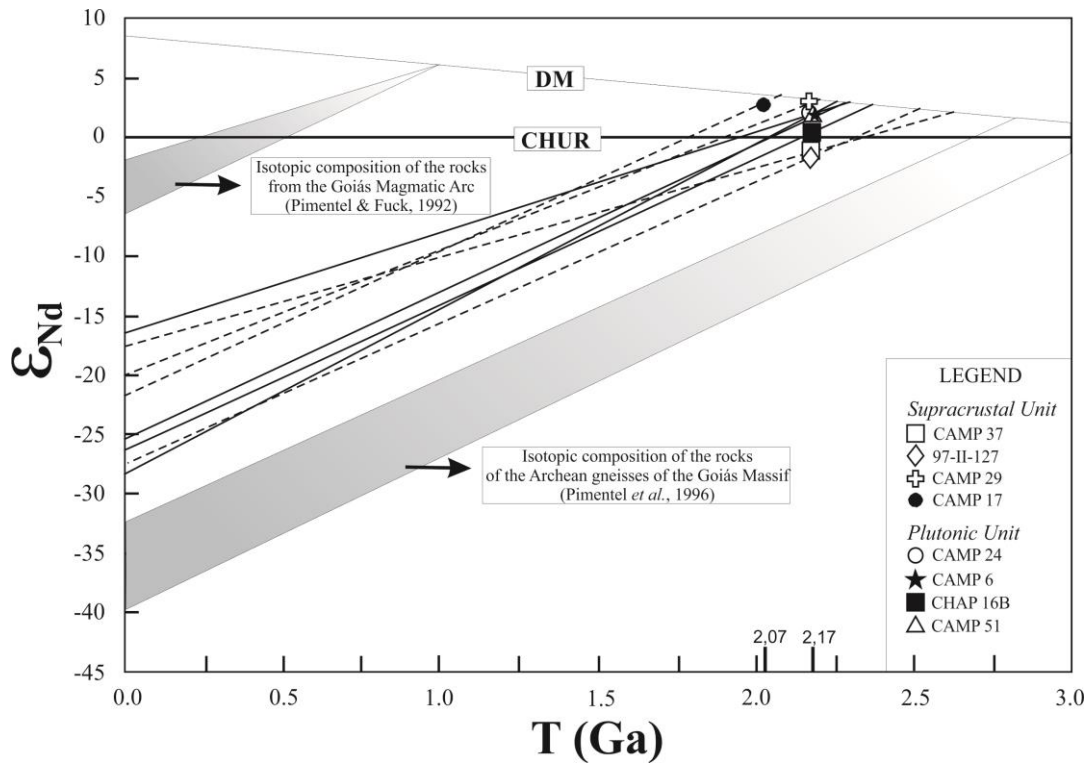 10
5
0
-5
-10
-15
-20
-25
-30
-35
-40
-45
εNd
DM
CHUR
Isotopic composition of the rocks
from the Goiás Magmatic Arc
(Pimentel & Fuck, 1992)
Isotopic composition of the rocks
of the Archean gneisses of the Goiás Massif
(Pimentel et al., 1996)
LEGEND
Supracrustal Unit
CAMP 37
97-II-127
CAMP 29
CAMP 17
Plutonic Unit
CAMP 24
CAMP 6
CHAP 16B
CAMP 51
2,07 2,17
0.0 0.5 1.0 1.5 2.0 2.5 3.0
T (Ga)